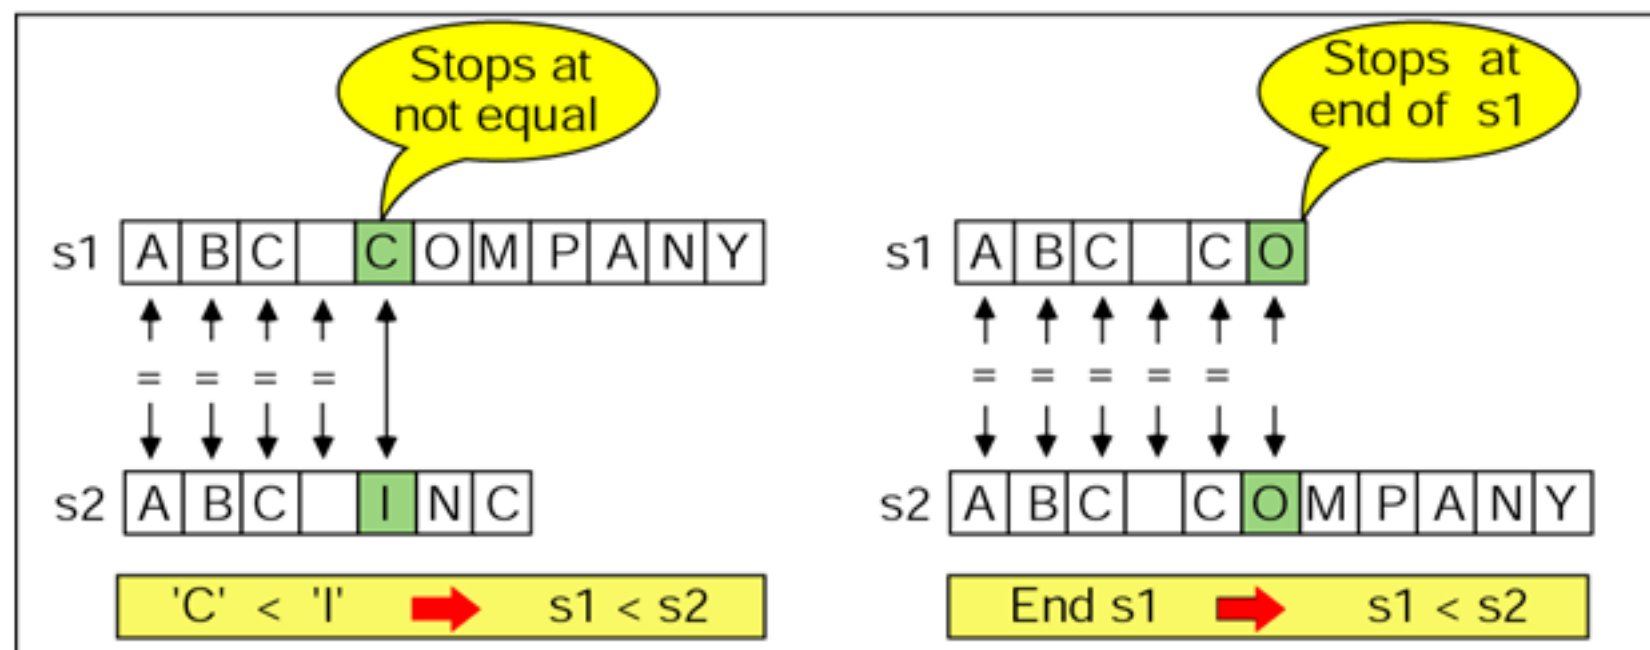 Stops at
not equal
s1 A B C C O M P A N Y
= = = =
s2 A B C I N C
'C' < 'I' s1 < s2
Stops at
end of s1
s1 A B C C O
= = = = =
s2 A B C C O M P A N Y
End s1 s1 < s2